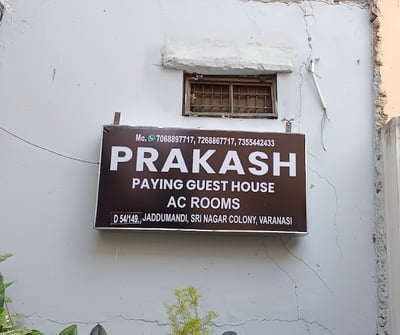 Mo. 7068897717, 7268867717, 7355442433
PRAKASH
PAYING GUEST HOUSE
AC ROOMS
D 54/149, JADDUMANDI, SRI NAGAR COLONY, VARANASI